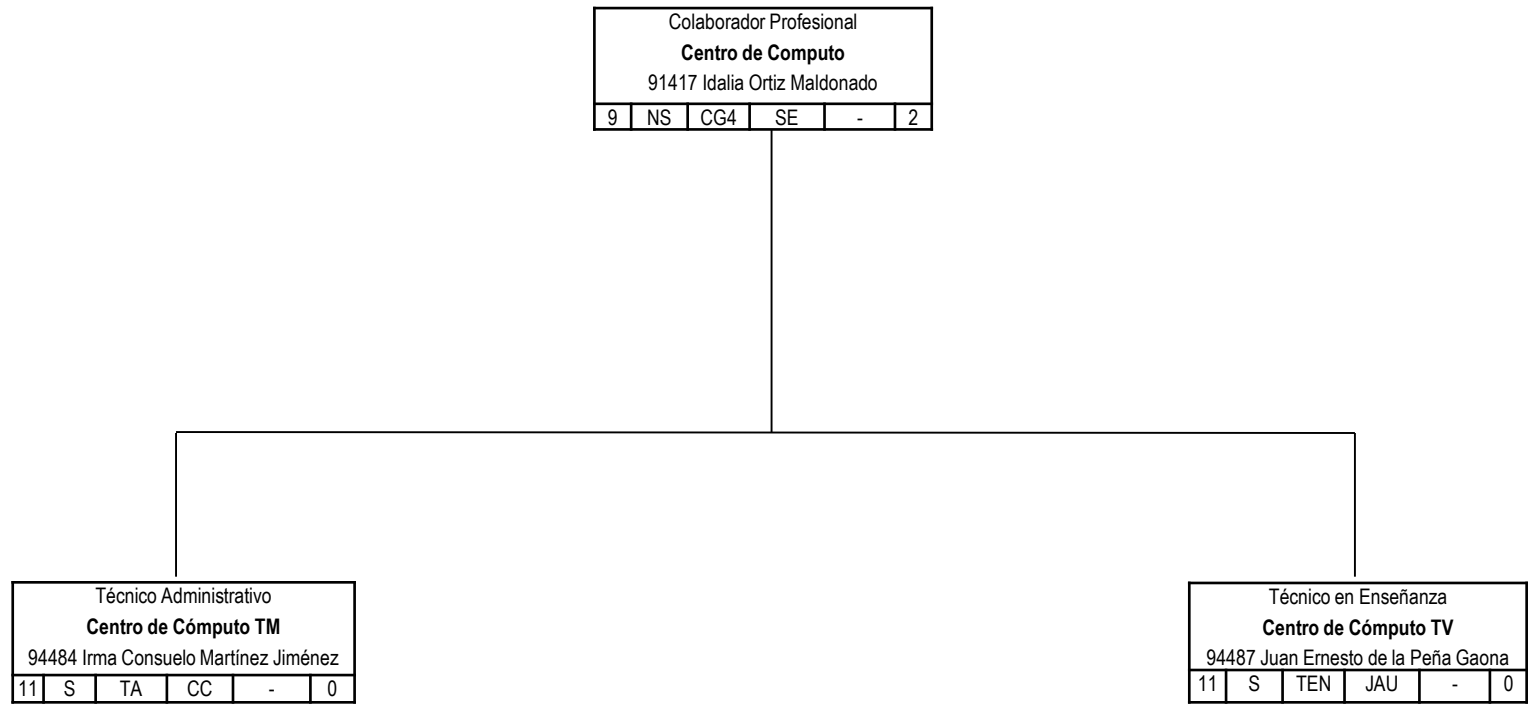 Colaborador Profesional
Centro de Computo
91417 Idalia Ortiz Maldonado
9 NS CG4 SE - 2
Técnico Administrativo
Centro de Cómputo TM
94484 Irma Consuelo Martínez Jiménez
11 S TA CC - 0
Técnico en Enseñanza
Centro de Cómputo TV
94487 Juan Ernesto de la Peña Gaona
11 S TEN JAU - 0